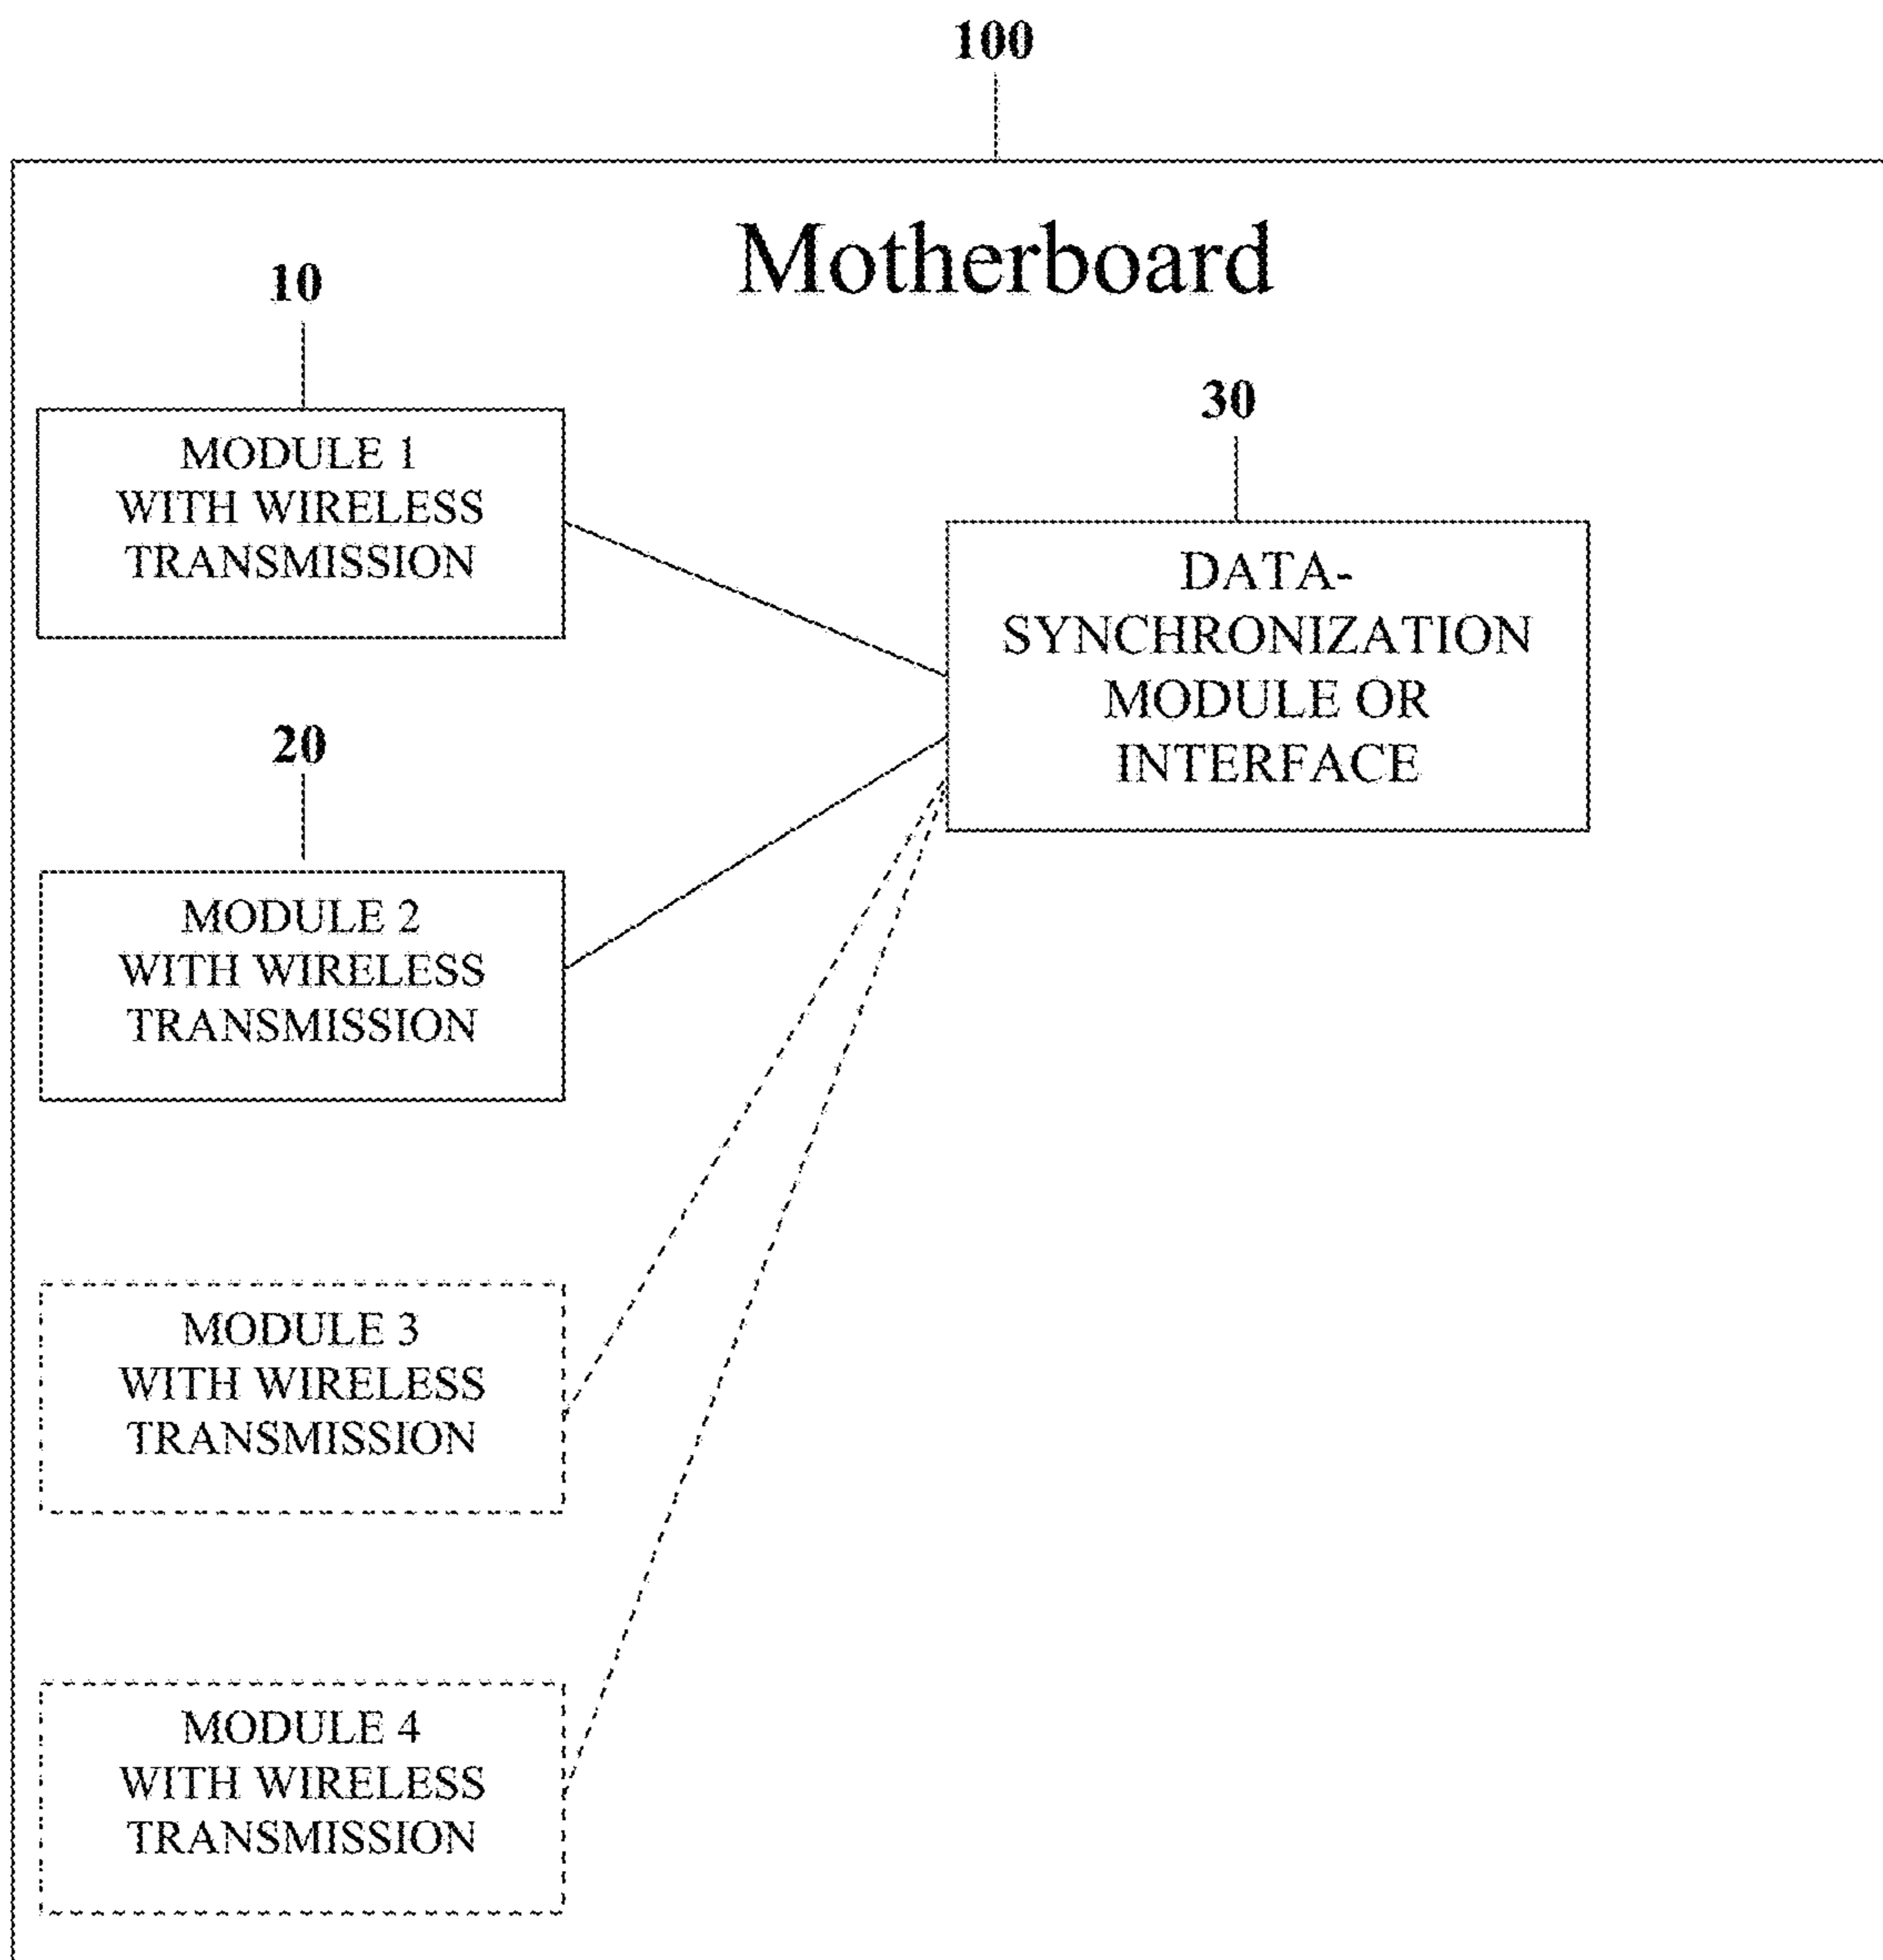 100
Motherboard
10
MODULE 1
WITH WIRELESS
TRANSMISSION
30
DATA-
SYNCHRONIZATION
MODULE OR
INTERFACE
20
MODULE 2
WITH WIRELESS
TRANSMISSION
MODULE 3
WITH WIRELESS
TRANSMISSION
MODULE 4
WITH WIRELESS
TRANSMISSION